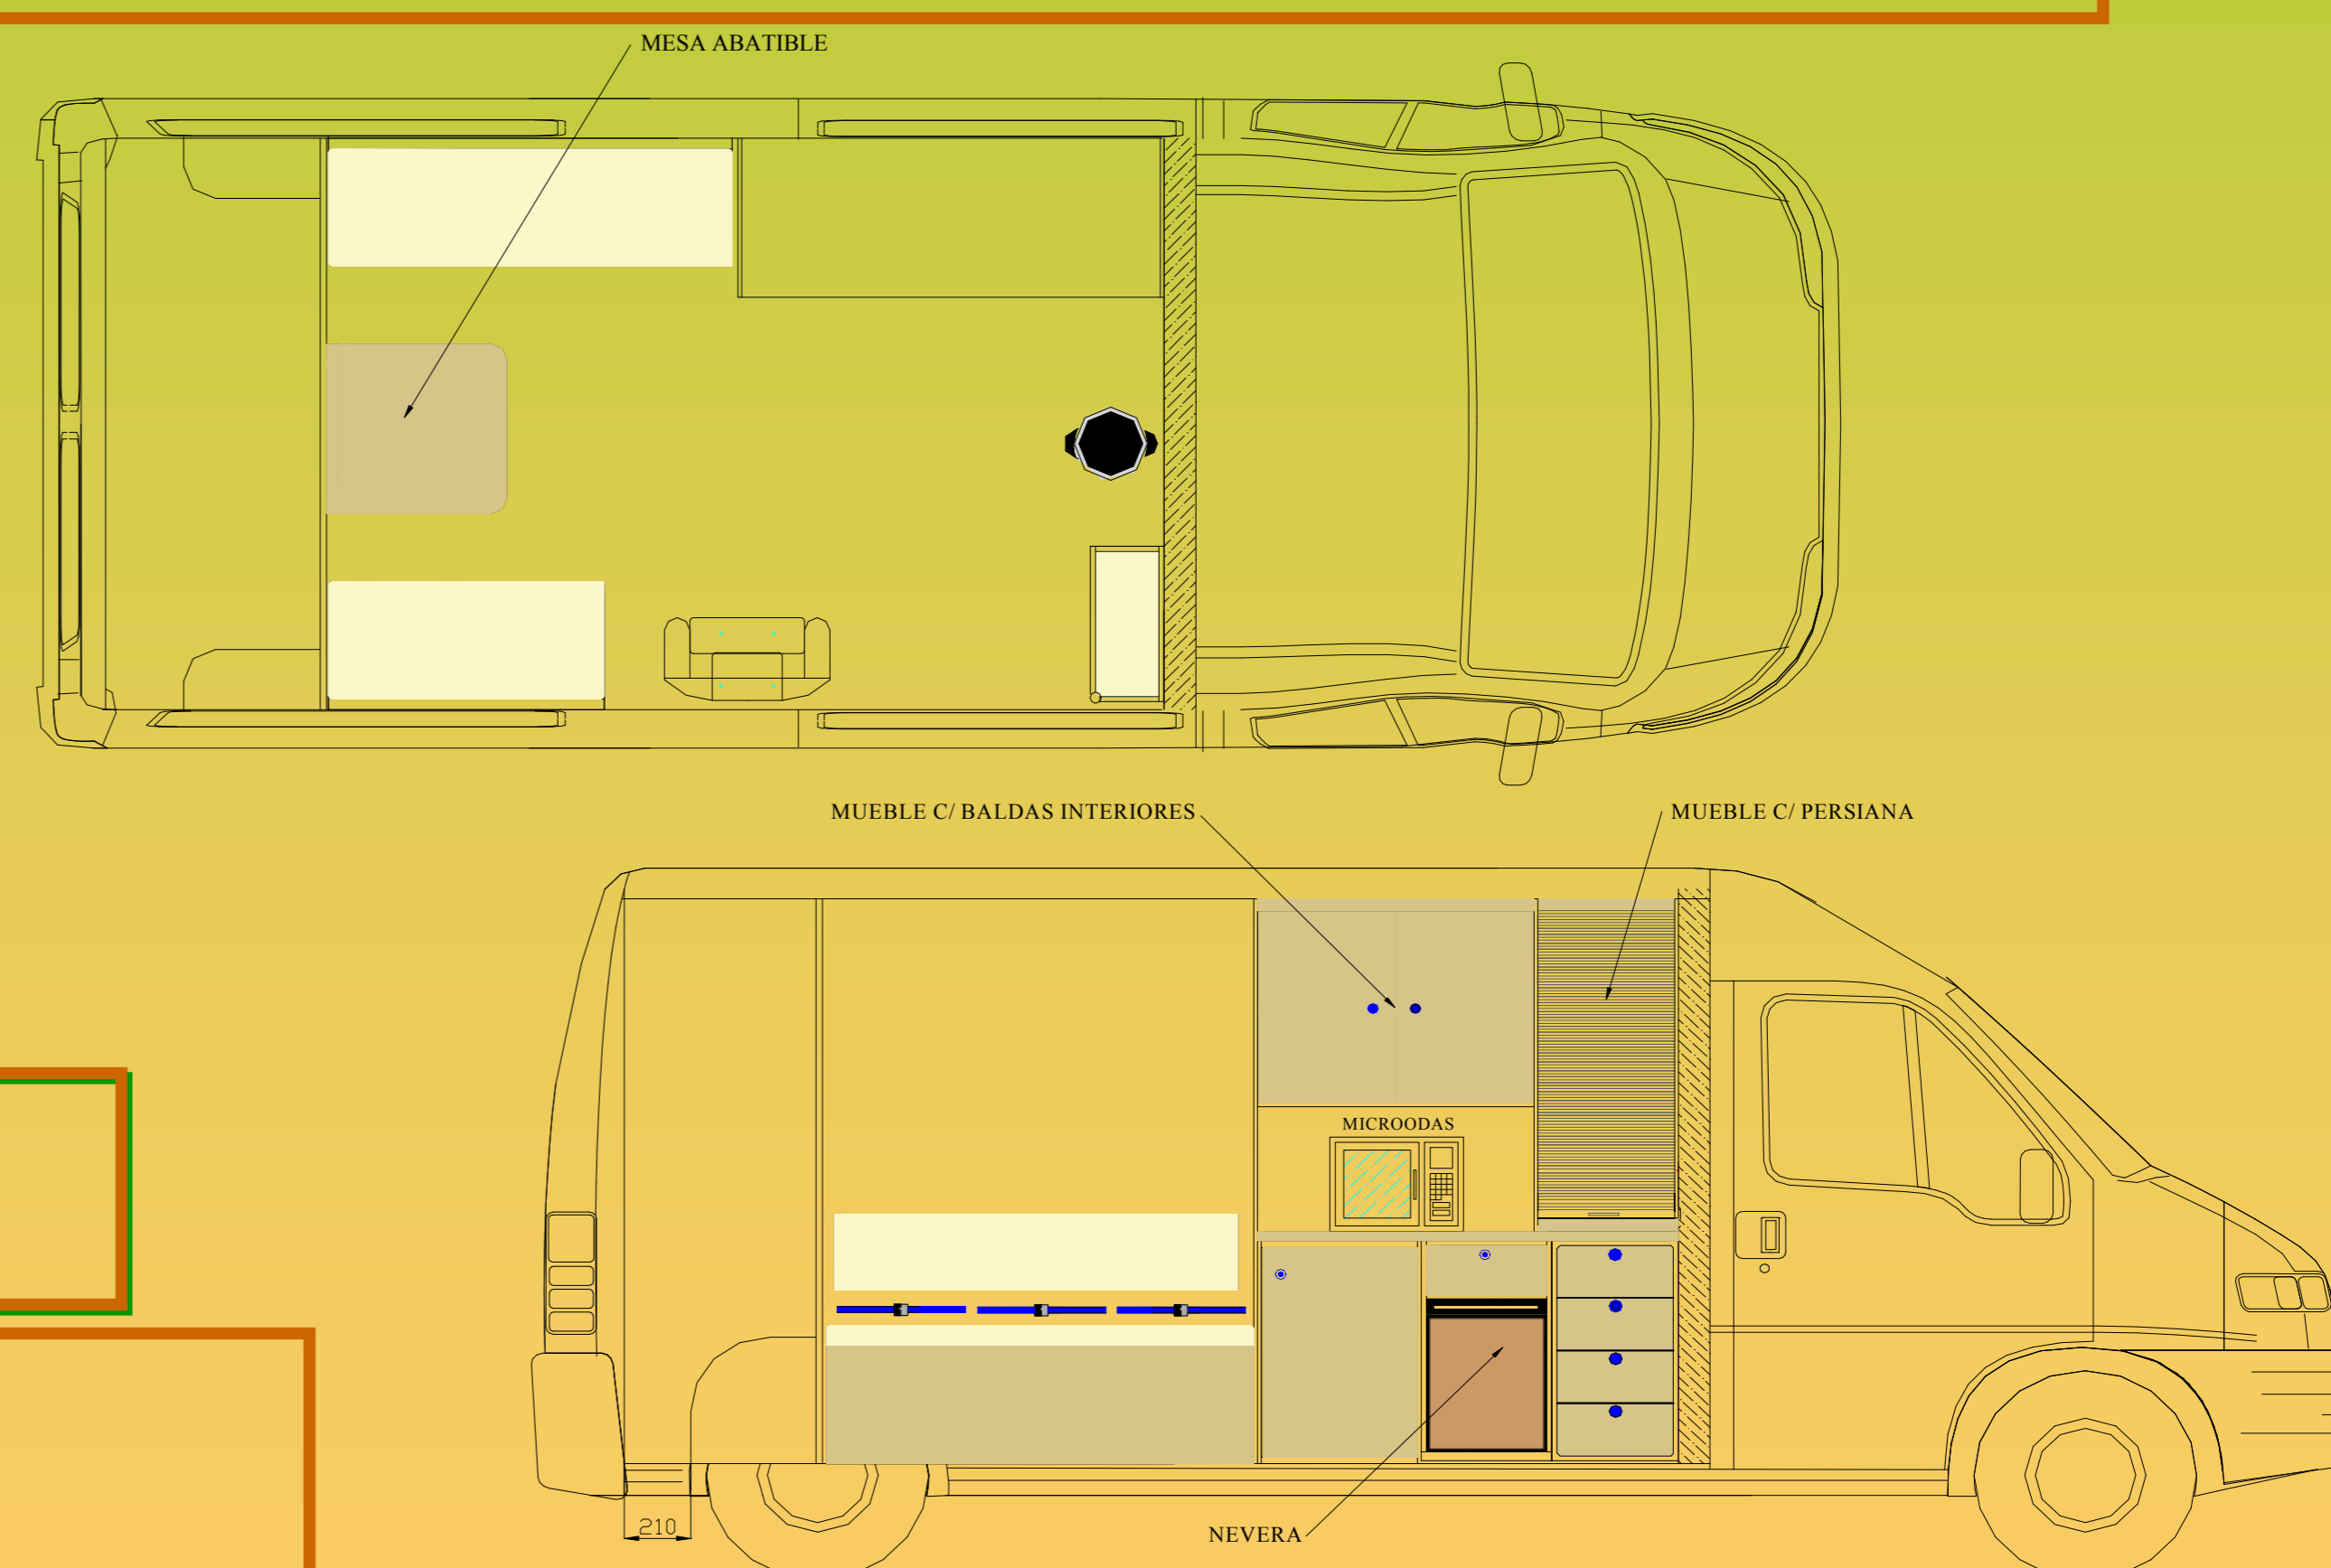 MESA ABATIBLE
MUEBLE C/ BALDAS INTERIORES
MUEBLE C/ PERSIANA
MICROODAS
210
NEVERA